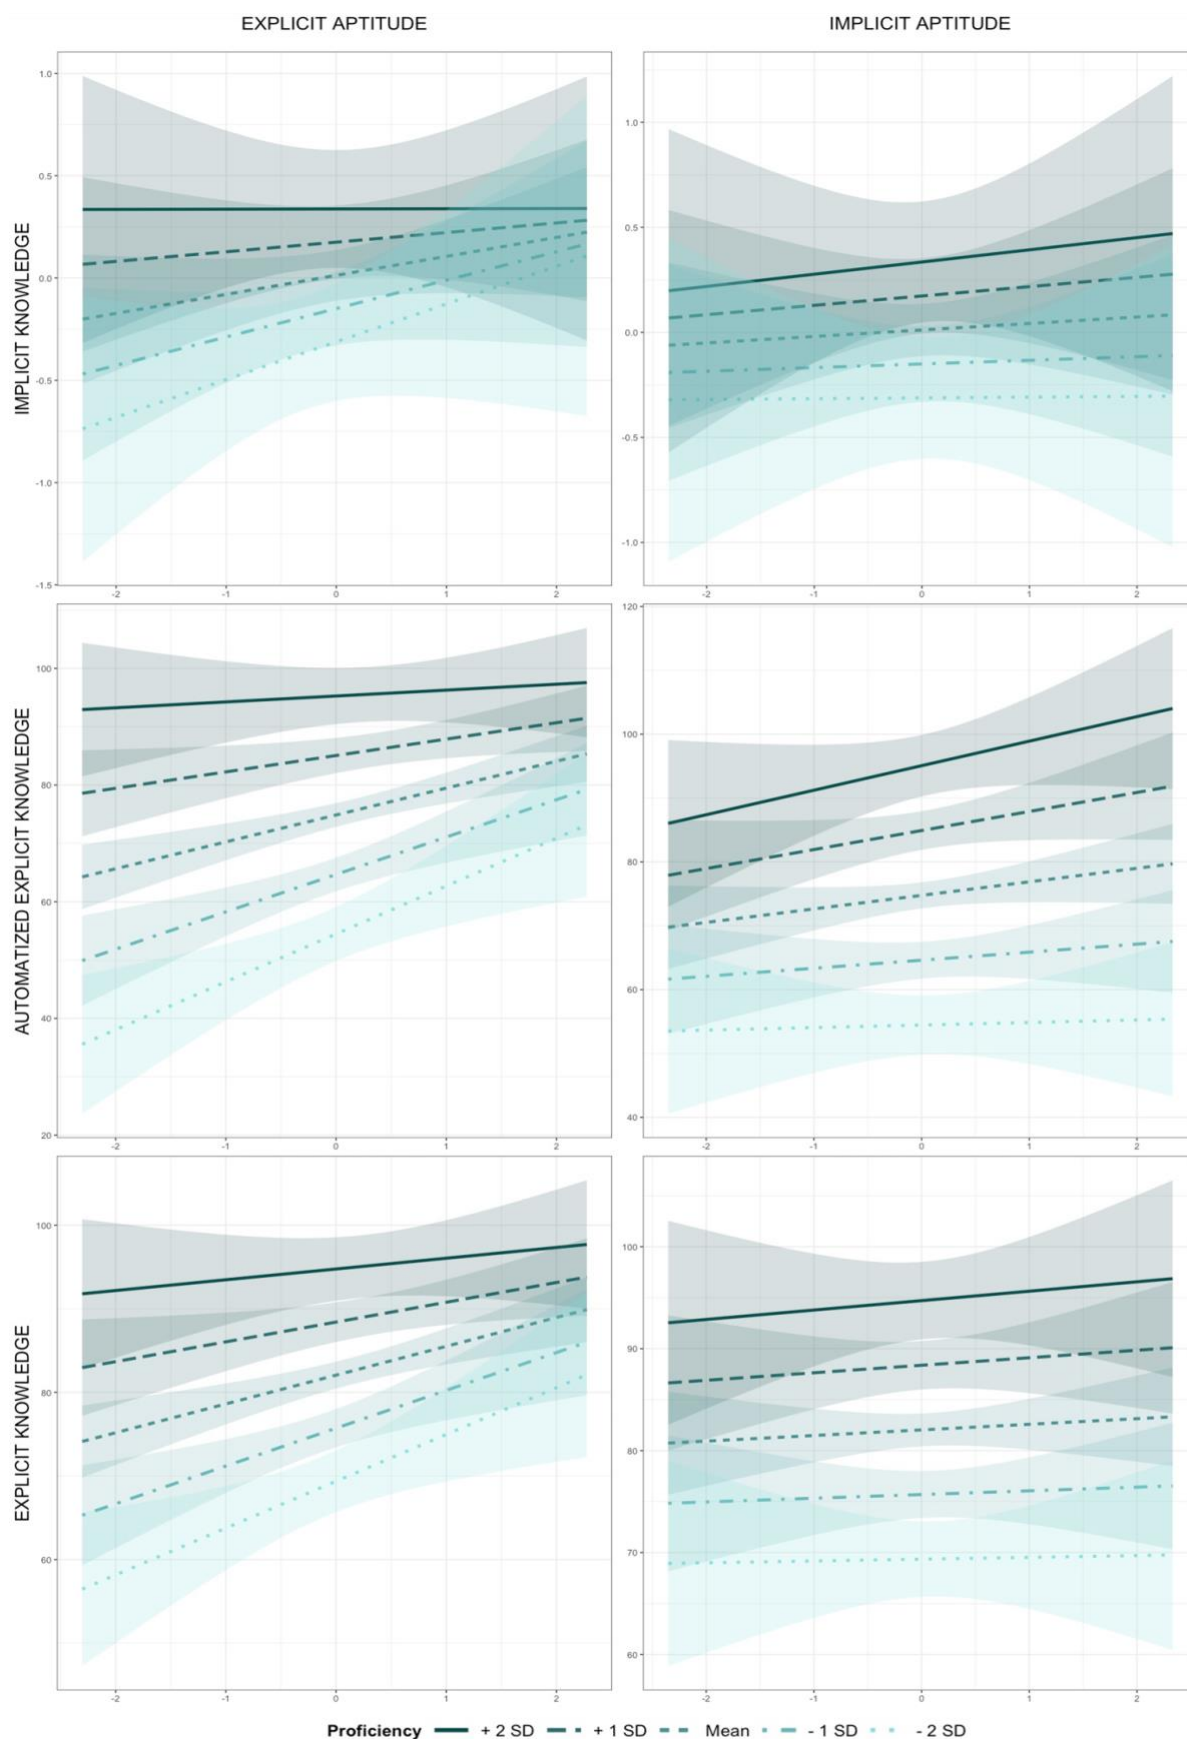 EXPLICIT APTITUDE
IMPLICIT APTITUDE
IMPLICIT KNOWLEDGE
1.0
0.5
0.0
-0.5
-1.0
-1.5
-2 -1 0 1 2
1.0
0.5
0.0
-0.5
-1.0
-2 -1 0 1 2
AUTOMATIZED EXPLICIT KNOWLEDGE
100
80
60
40
20
-2 -1 0 1 2
120
100
80
60
40
-2 -1 0 1 2
EXPLICIT KNOWLEDGE
100
80
60
-2 -1 0 1 2
100
90
80
70
60
-2 -1 0 1 2
Proficiency + 2 SD + 1 SD Mean - 1 SD - 2 SD